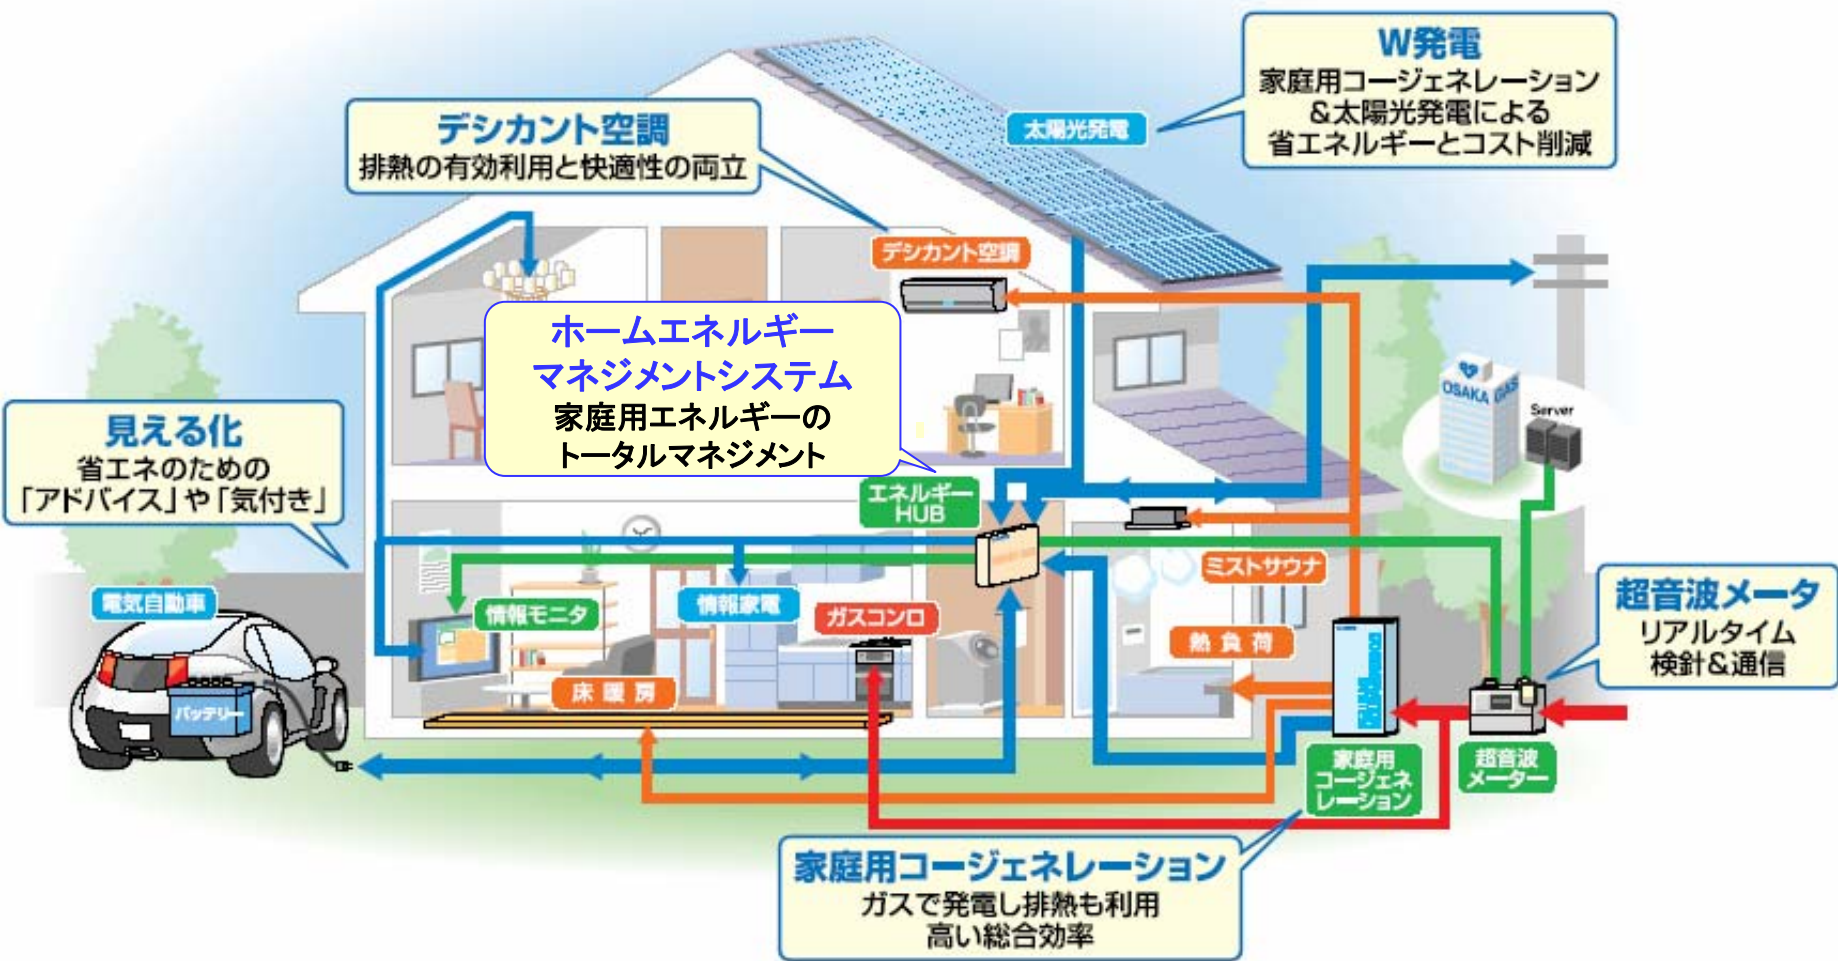 W発電
家庭用コージェネレーション
&太陽光発電による
省エネルギーとコスト削減
デシカント空調
排熱の有効利用と快適性の両立
太陽光発電
デシカント空調
ホームエネルギー
マネジメントシステム
家庭用エネルギーの
トータルマネジメント
OSAKA GAS
Server
見える化
省エネのための
「アドバイス」や「気付き」
エネルギー
HUB
ミストサウナ
電気自動車
情報モニタ
情報家電
ガスコンロ
超音波メータ
リアルタイム
検針&通信
熱負荷
床暖房
バッテリー
家庭用
コージェネ
レーション
超音波
メーター
家庭用コージェネレーション
ガスで発電し排熱も利用
高い総合効率